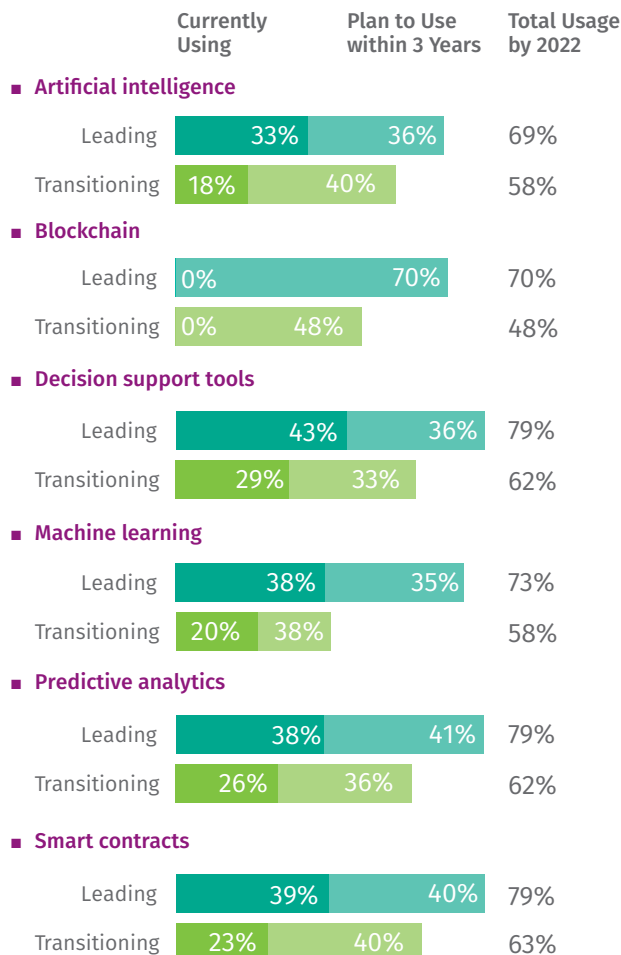 Currently Using
Plan to Use within 3 Years
Total Usage by 2022
Artificial intelligence
Leading 33% 36% 69%
Transitioning 18% 40% 58%
Blockchain
Leading 0% 70% 70%
Transitioning 0% 48% 48%
Decision support tools
Leading 43% 36% 79%
Transitioning 29% 33% 62%
Machine learning
Leading 38% 35% 73%
Transitioning 20% 38% 58%
Predictive analytics
Leading 38% 41% 79%
Transitioning 26% 36% 62%
Smart contracts
Leading 39% 40% 79%
Transitioning 23% 40% 63%